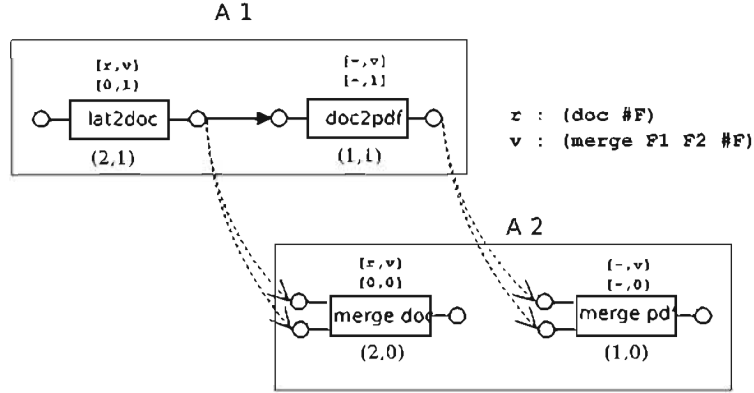 A 1
[r,v]
[0,1)
lat2doc
(2,1)
[-,v)
[-,1]
doc2pdf
(1,1)
r : (doc #F)
v : (merge F1 F2 #F)
A 2
[r,v)
[0,0)
merge doc
(2,0)
[-,v)
[-,0)
merge pdf
(1,0)